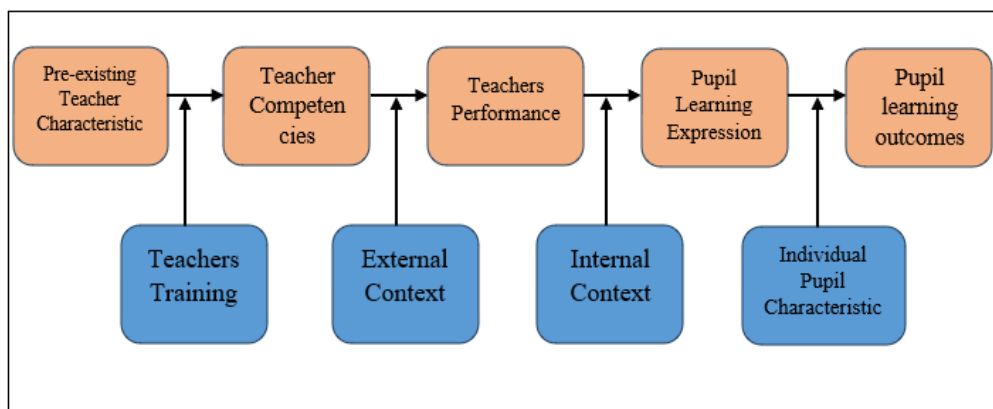 Pre-existing
Teacher
Characteristic
Teacher
Competen
cies
Teachers
Performance
Pupil
Learning
Expression
Pupil
learning
outcomes
Teachers
Training
External
Context
Internal
Context
Individual
Pupil
Characteristic